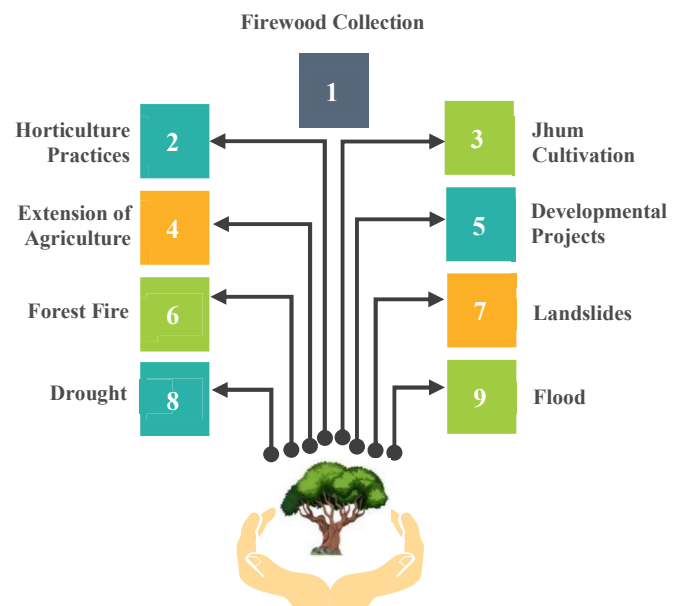 Firewood Collection
1
Horticulture
Practices
2
3
Jhum
Cultivation
Extension of
Agriculture
4
5
Developmental
Projects
Forest Fire
6
7
Landslides
Drought
8
9
Flood